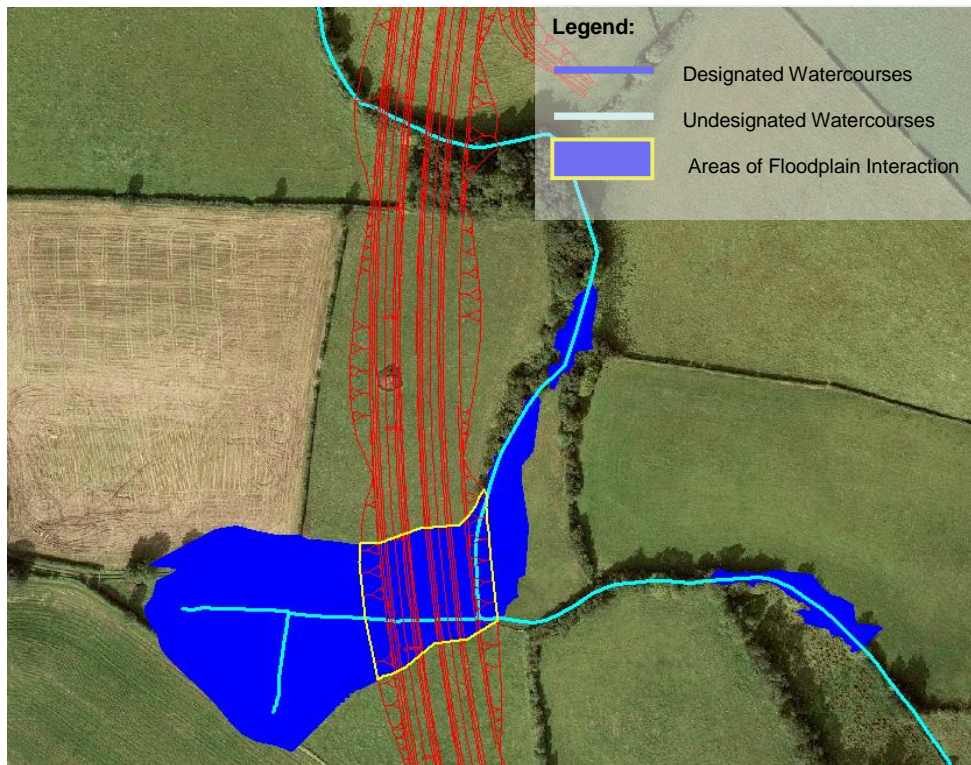 Legend:
Designated Watercourses
Undesignated Watercourses
Areas of Floodplain Interaction